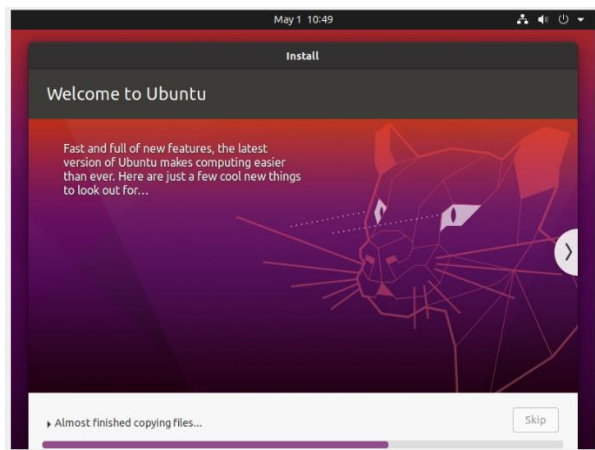 May 1 10:49
Install
Welcome to Ubuntu
Fast and full of new features, the latest
version of Ubuntu makes computing easier
than ever. Here are just a few cool new things
to look out for...
Almost finished copying files...
Skip